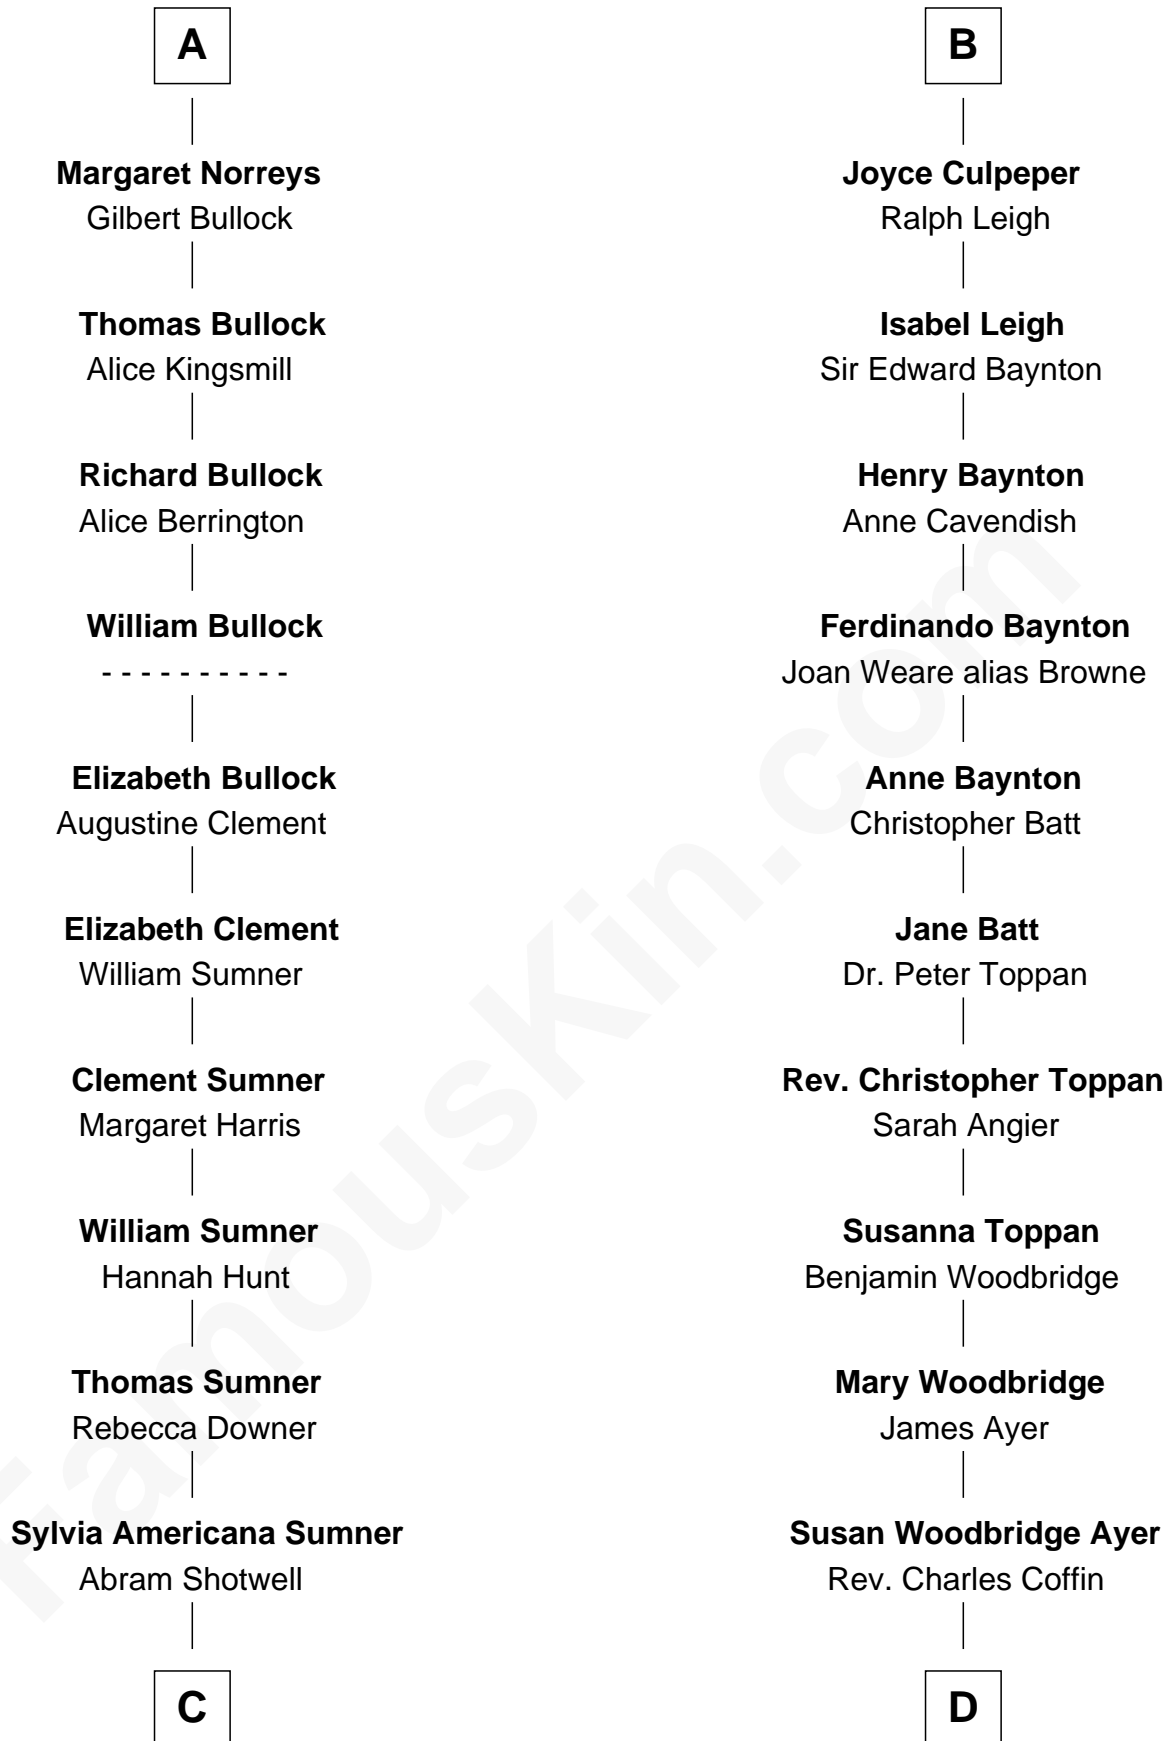 A
Margaret Norreys
Gilbert Bullock
Thomas Bullock
Alice Kingsmill
Richard Bullock
Alice Berrington
William Bullock
- - - - - - - - - -
Elizabeth Bullock
Augustine Clement
Elizabeth Clement
William Sumner
Clement Sumner
Margaret Harris
William Sumner
Hannah Hunt
Thomas Sumner
Rebecca Downer
Sylvia Americana Sumner
Abram Shotwell
C
B
Joyce Culpeper
Ralph Leigh
Isabel Leigh
Sir Edward Baynton
Henry Baynton
Anne Cavendish
Ferdinando Baynton
Joan Weare alias Browne
Anne Baynton
Christopher Batt
Jane Batt
Dr. Peter Toppan
Rev. Christopher Toppan
Sarah Angier
Susanna Toppan
Benjamin Woodbridge
Mary Woodbridge
James Ayer
Susan Woodbridge Ayer
Rev. Charles Coffin
D
FamousKin.com